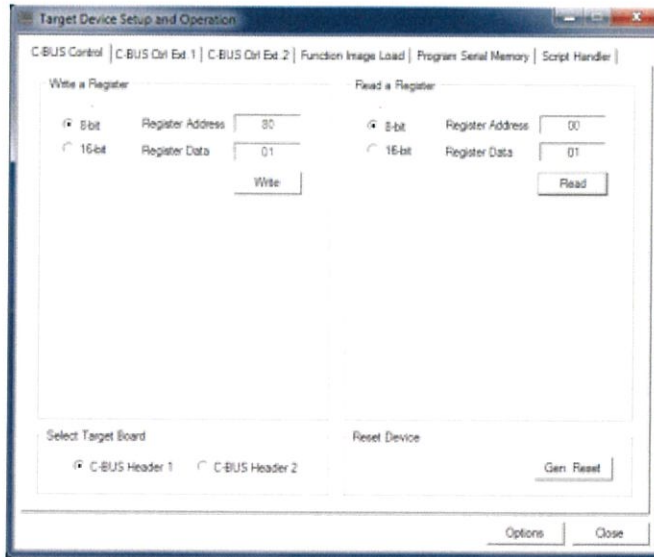 Target Device Setup and Operation
C-BUS Control C-BUS Ctrl Ext. 1 C-BUS Ctrl Ext. 2 Function Image Load Program Serial Memory Script Handler
Write a Register
8-bit Register Address 80
16-bit Register Data 01
Write
Read a Register
8-bit Register Address 00
16-bit Register Data 01
Read
Select Target Board
C-BUS Header 1 C-BUS Header 2
Reset Device
Gen. Reset
Options Close